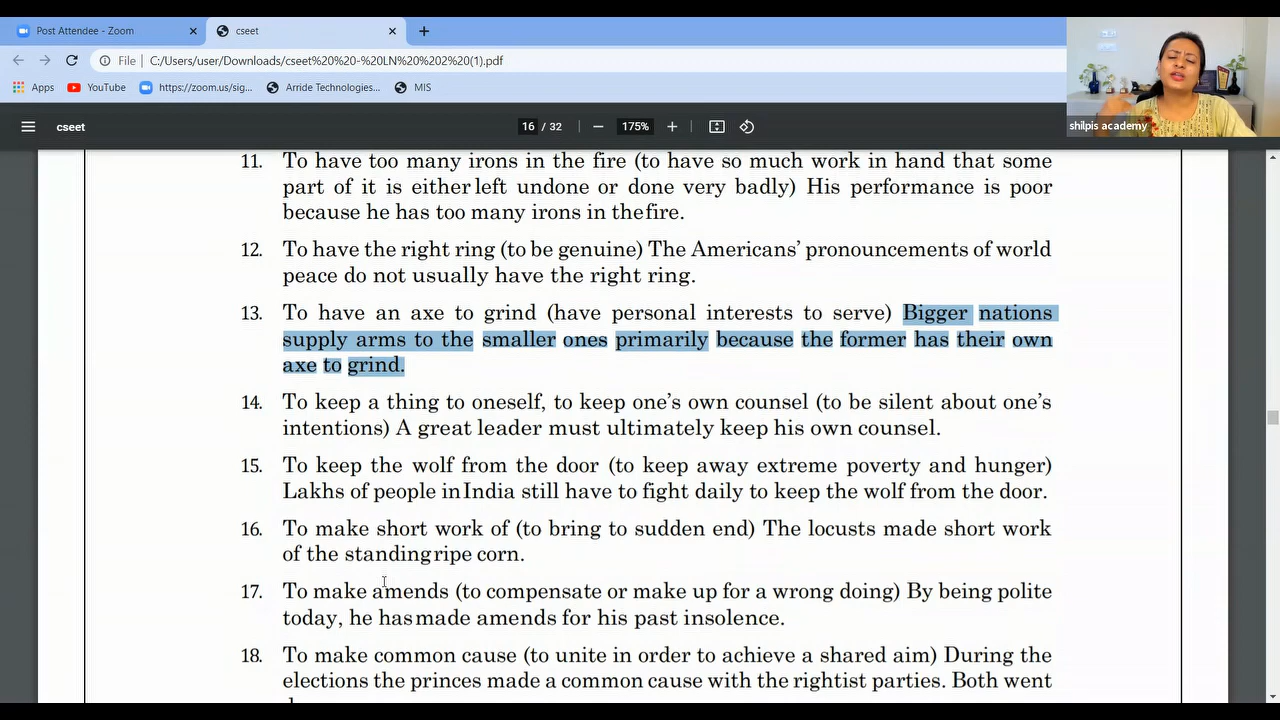 Post Attendee - Zoom
cseet
File
C:/Users/user/Downloads/cseet%20%20-%20LN%20%202%20(1).pdf
Apps
YouTube
https://zoom.us/sig...
Arride Technologies...
MIS
cseet
16 / 32
175%
shilpis academy
11. To have too many irons in the fire (to have so much work in hand that some
part of it is either left undone or done very badly) His performance is poor
because he has too many irons in thefire.
12. To have the right ring (to be genuine) The Americans' pronouncements of world
peace do not usually have the right ring.
13. To have an axe to grind (have personal interests to serve) Bigger nations
supply arms to the smaller ones primarily because the former has their own
axe to grind.
14. To keep a thing to oneself, to keep one's own counsel (to be silent about one's
intentions) A great leader must ultimately keep his own counsel.
15. To keep the wolf from the door (to keep away extreme poverty and hunger)
Lakhs of people inIndia still have to fight daily to keep the wolf from the door.
16. To make short work of (to bring to sudden end) The locusts made short work
of the standingripe corn.
17. To make amends (to compensate or make up for a wrong doing) By being polite
today, he hasmade amends for his past insolence.
18. To make common cause (to unite in order to achieve a shared aim) During the
elections the princes made a common cause with the rightist parties. Both went